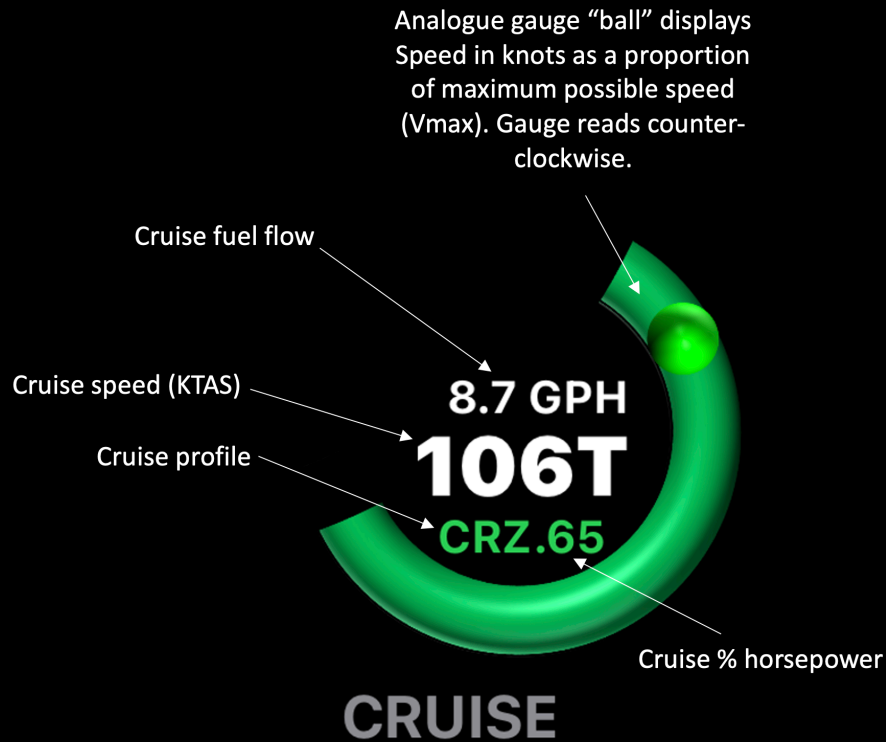 Analogue gauge “ball” displays
Speed in knots as a proportion
of maximum possible speed
(Vmax). Gauge reads counter-
clockwise.
Cruise fuel flow
Cruise speed (KTAS)
8.7 GPH
106T
Cruise profile
CRZ.65
Cruise % horsepower
CRUISE